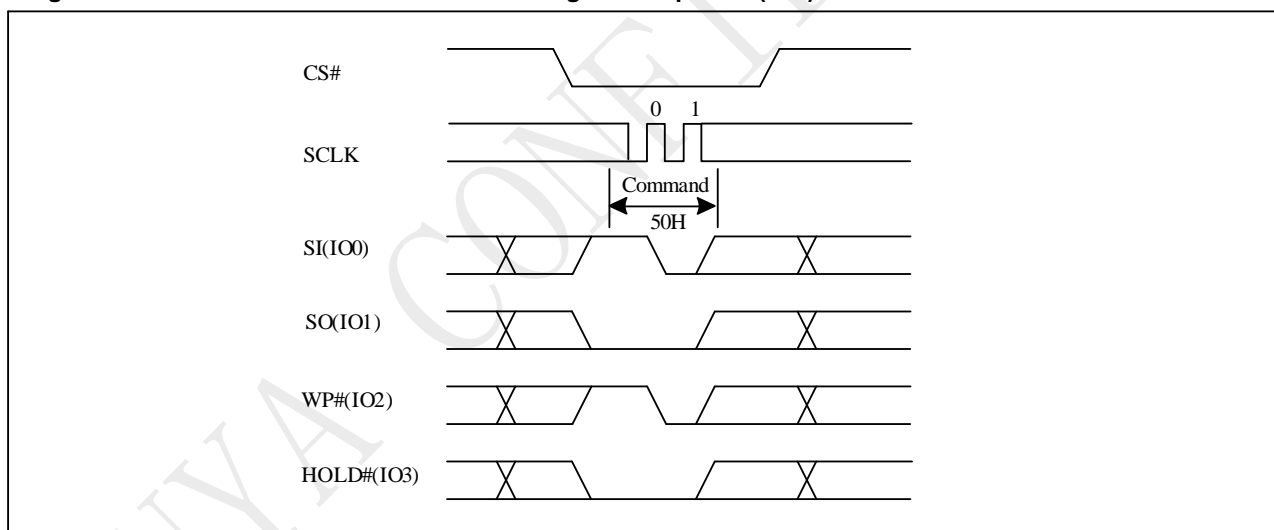 CS#
0 1
SCLK
Command
50H
SI(IO0)
SO(IO1)
WP#(IO2)
HOLD#(IO3)